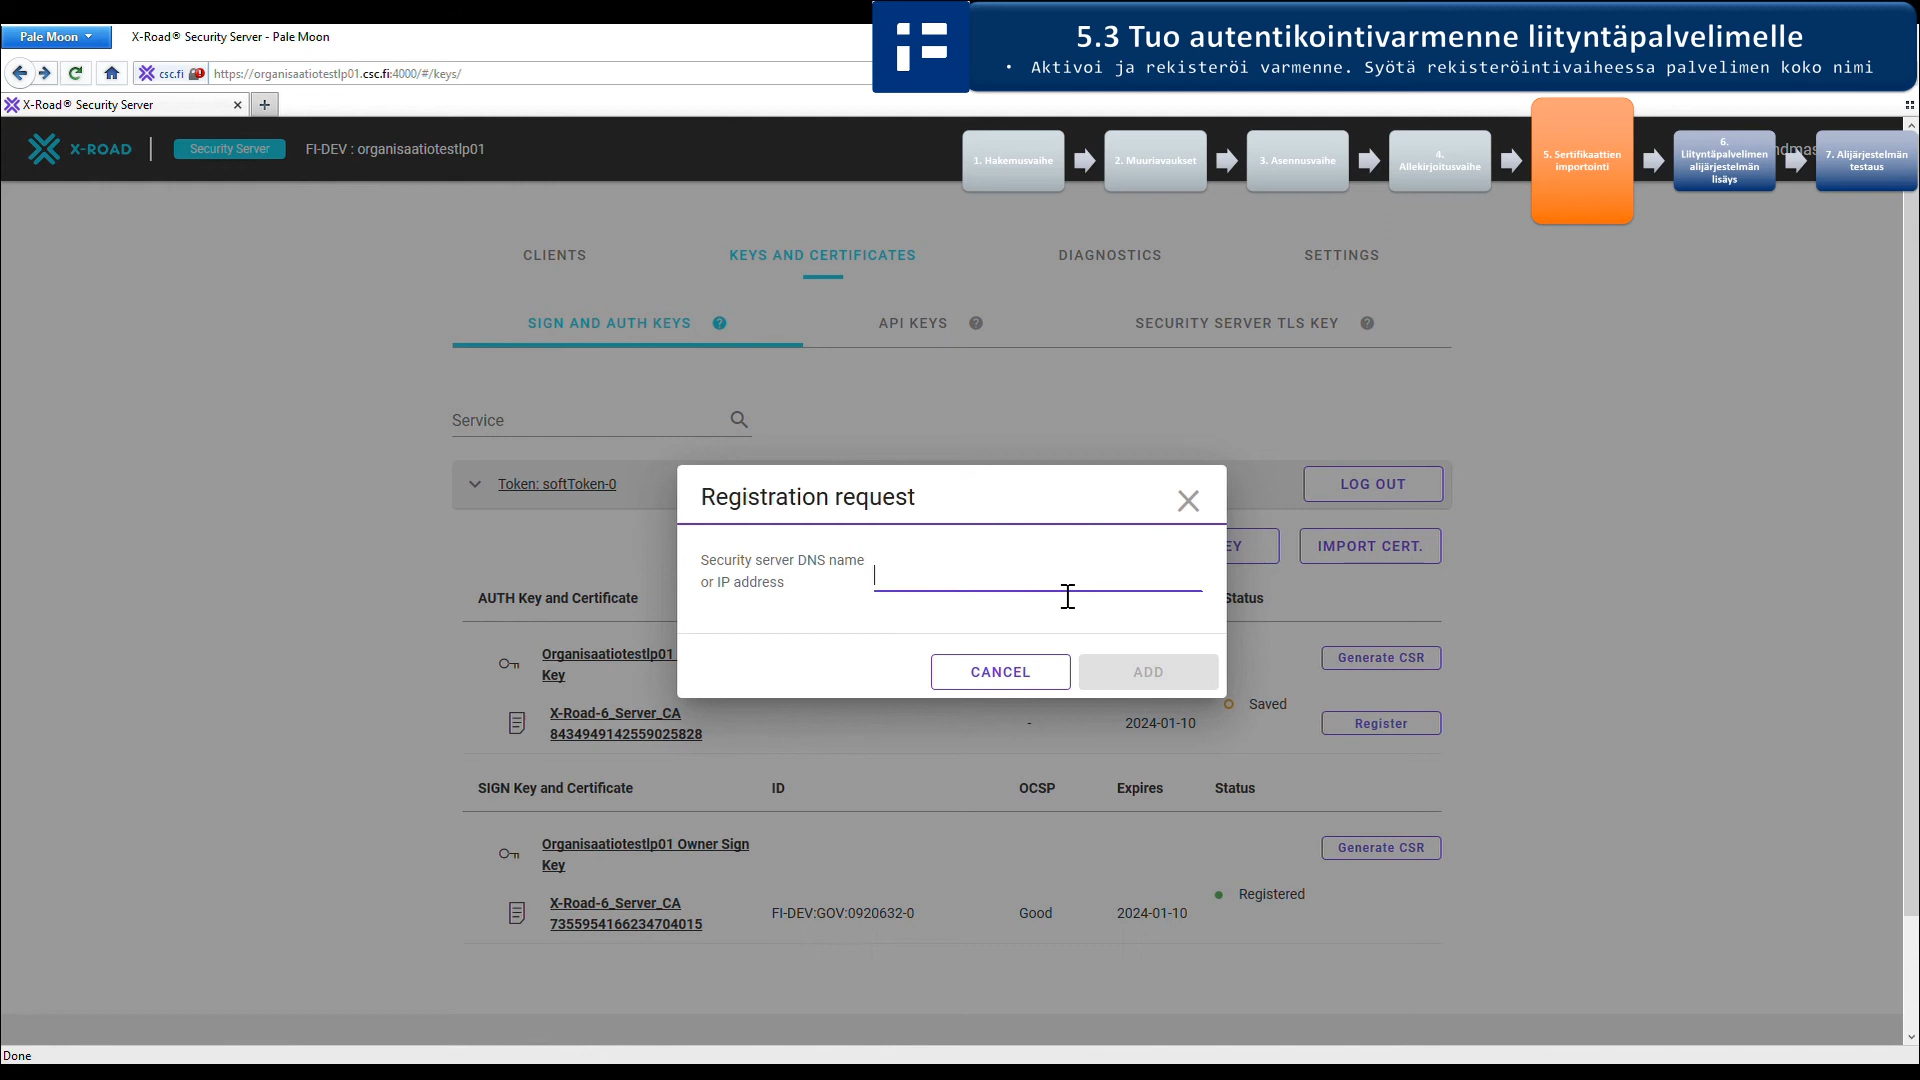 Pale Moon
X-Road® Security Server - Pale Moon
5.3 Tuo autentikointivarmenne liityntäpalvelimelle
• Aktivoi ja rekisteröi varmenne. Syötä rekisteröintivaiheessa palvelimen koko nimi
csc.fi
https://organisaatiotestlp01.csc.fi:4000/#/keys/
X-Road® Security Server
X-ROAD
Security Server
FI-DEV : organisaatiotestlp01
1. Hakemusvaihe
2. Muuriavaukset
3. Asennusvaihe
4.
Allekirjoitusvaihe
5. Sertifikaattien
importointi
6.
Liityntäpalvelimen
alijärjestelmän
lisäys
7. Alijärjestelmän
testaus
CLIENTS
KEYS AND CERTIFICATES
DIAGNOSTICS
SETTINGS
SIGN AND AUTH KEYS
API KEYS
SECURITY SERVER TLS KEY
Service
Token: softToken-0
LOG OUT
Registration request
Security server DNS name
or IP address
CANCEL
ADD
EY
IMPORT CERT.
AUTH Key and Certificate
Status
Organisaatiotestlp01
Key
Generate CSR
X-Road-6_Server_CA
8434949142559025828
-
2024-01-10
Saved
Register
SIGN Key and Certificate
ID
OCSP
Expires
Status
Organisaatiotestlp01 Owner Sign
Key
Generate CSR
X-Road-6_Server_CA
7355954166234704015
FI-DEV:GOV:0920632-0
Good
2024-01-10
Registered
Done